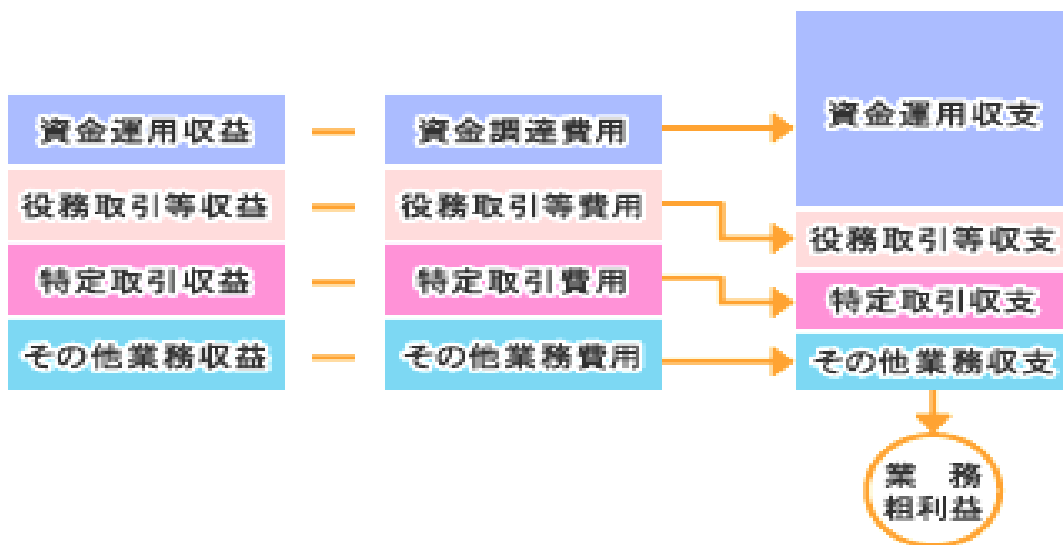 資金運用収益 － 資金調達費用 資金運用収支
役務取引等収益 － 役務取引等費用 役務取引等収支
特定取引収益 － 特定取引費用 特定取引収支
その他業務収益 － その他業務費用 その他業務収支
業　務
粗利益